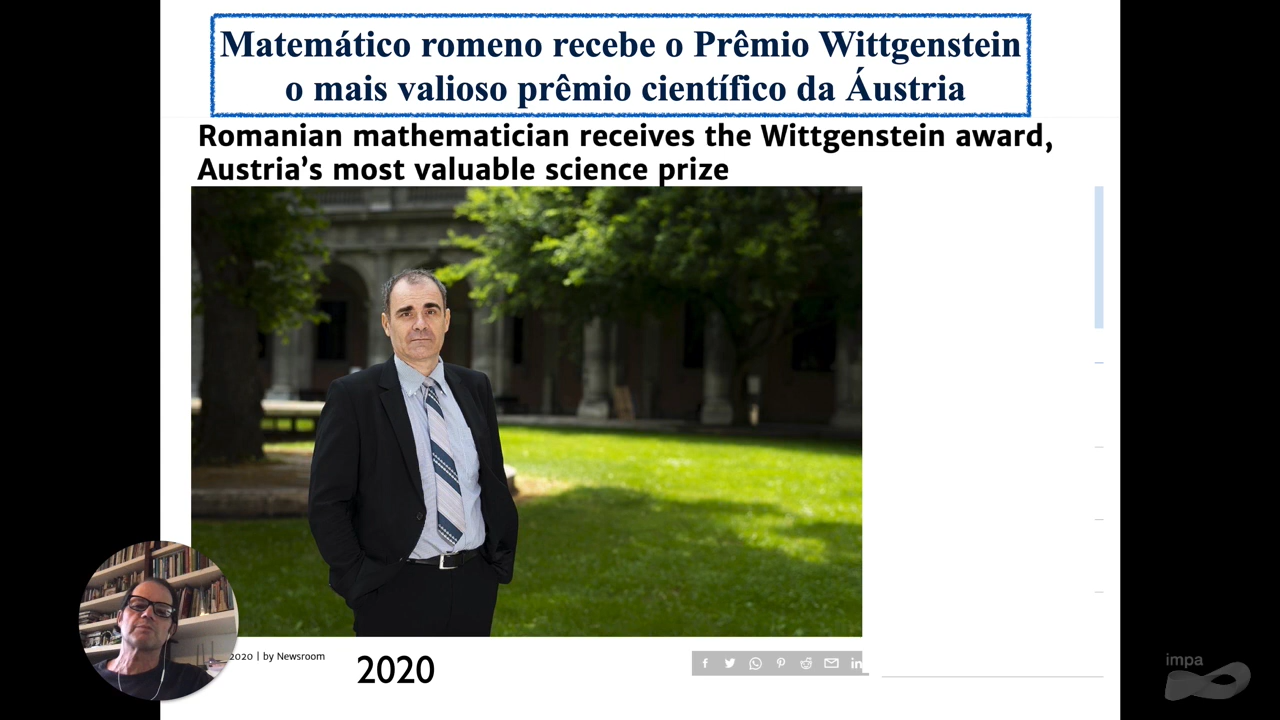 Matemático romeno recebe o Prêmio Wittgenstein
o mais valioso prêmio científico da Áustria
Romanian mathematician receives the Wittgenstein award,
Austria's most valuable science prize
2020 | by Newsroom
2020
impa